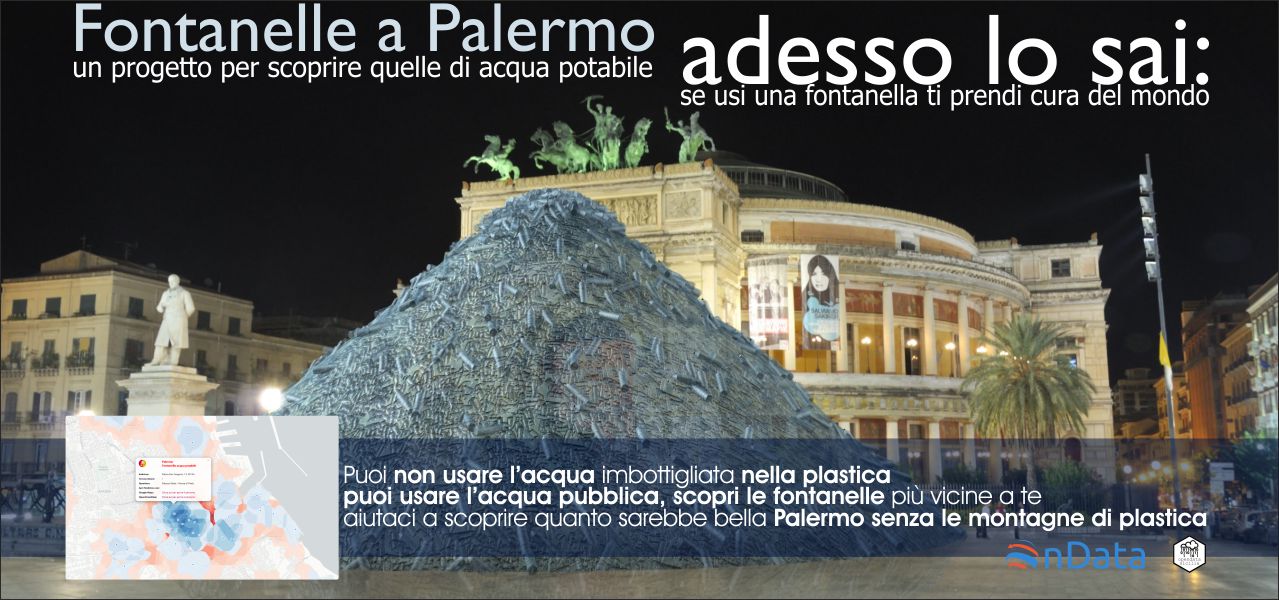 Fontanelle a Palermo
un progetto per scoprire quelle di acqua potabile
adesso lo sai:
se usi una fontanella ti prendi cura del mondo
Puoi non usare l'acqua imbottigliata nella plastica
puoi usare l'acqua pubblica, scopri le fontanelle più vicine a te
aiutaci a scoprire quanto sarebbe bella Palermo senza le montagne di plastica
onData